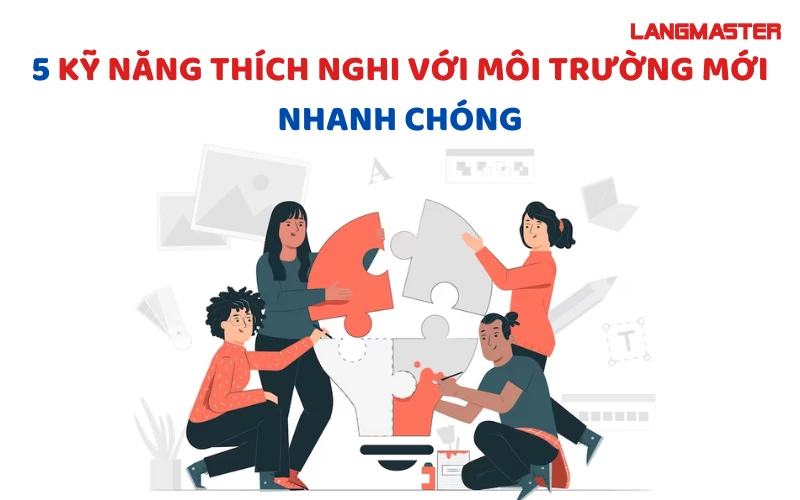 LANGMASTER
5 KỸ NĂNG THÍCH NGHI VỚI MÔI TRƯỜNG MỚI
NHANH CHÓNG
A
T